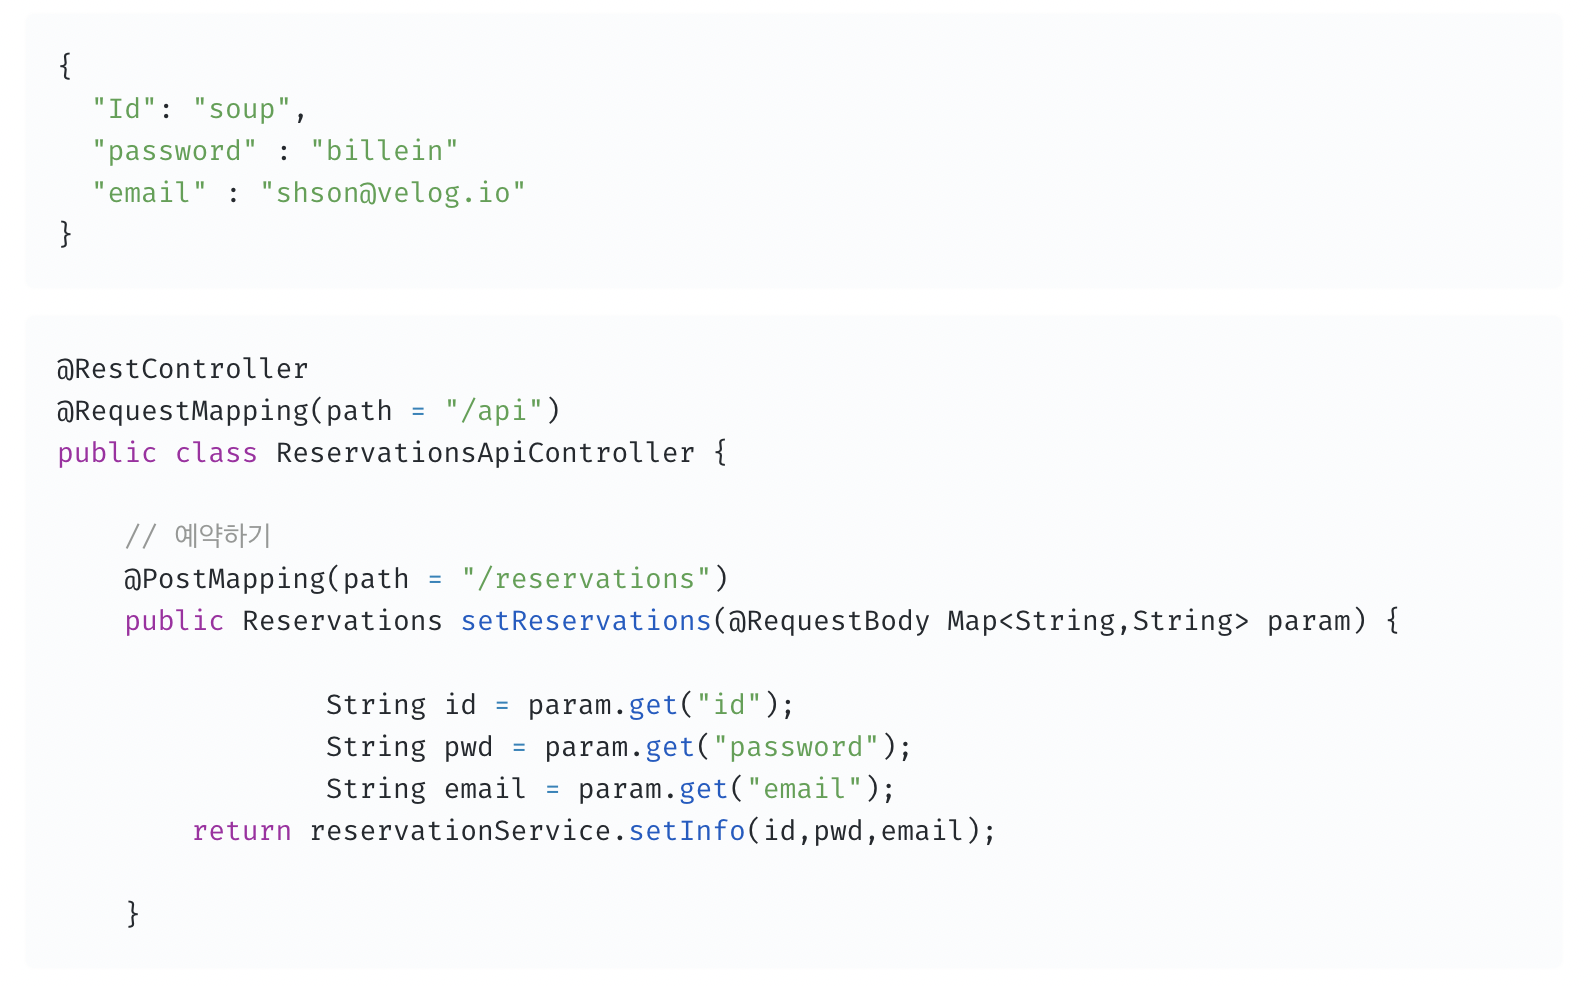 {
  "Id": "soup",
  "password" : "billein"
  "email" : "shson@velog.io"
}
@RestController
@RequestMapping(path = "/api")
public class ReservationsApiController {
    // 예약하기
    @PostMapping(path = "/reservations")
    public Reservations setReservations(@RequestBody Map<String,String> param) {
                String id = param.get("id");
                String pwd = param.get("password");
                String email = param.get("email");
        return reservationService.setInfo(id,pwd,email);
    }